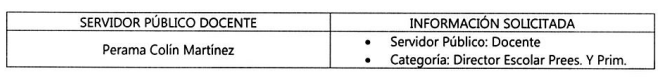 SERVIDOR PÚBLICO DOCENTE
INFORMACIÓN SOLICITADA
Perama Colín Martínez
• Servidor Público: Docente
• Categoría: Director Escolar Prees. Y Prim.